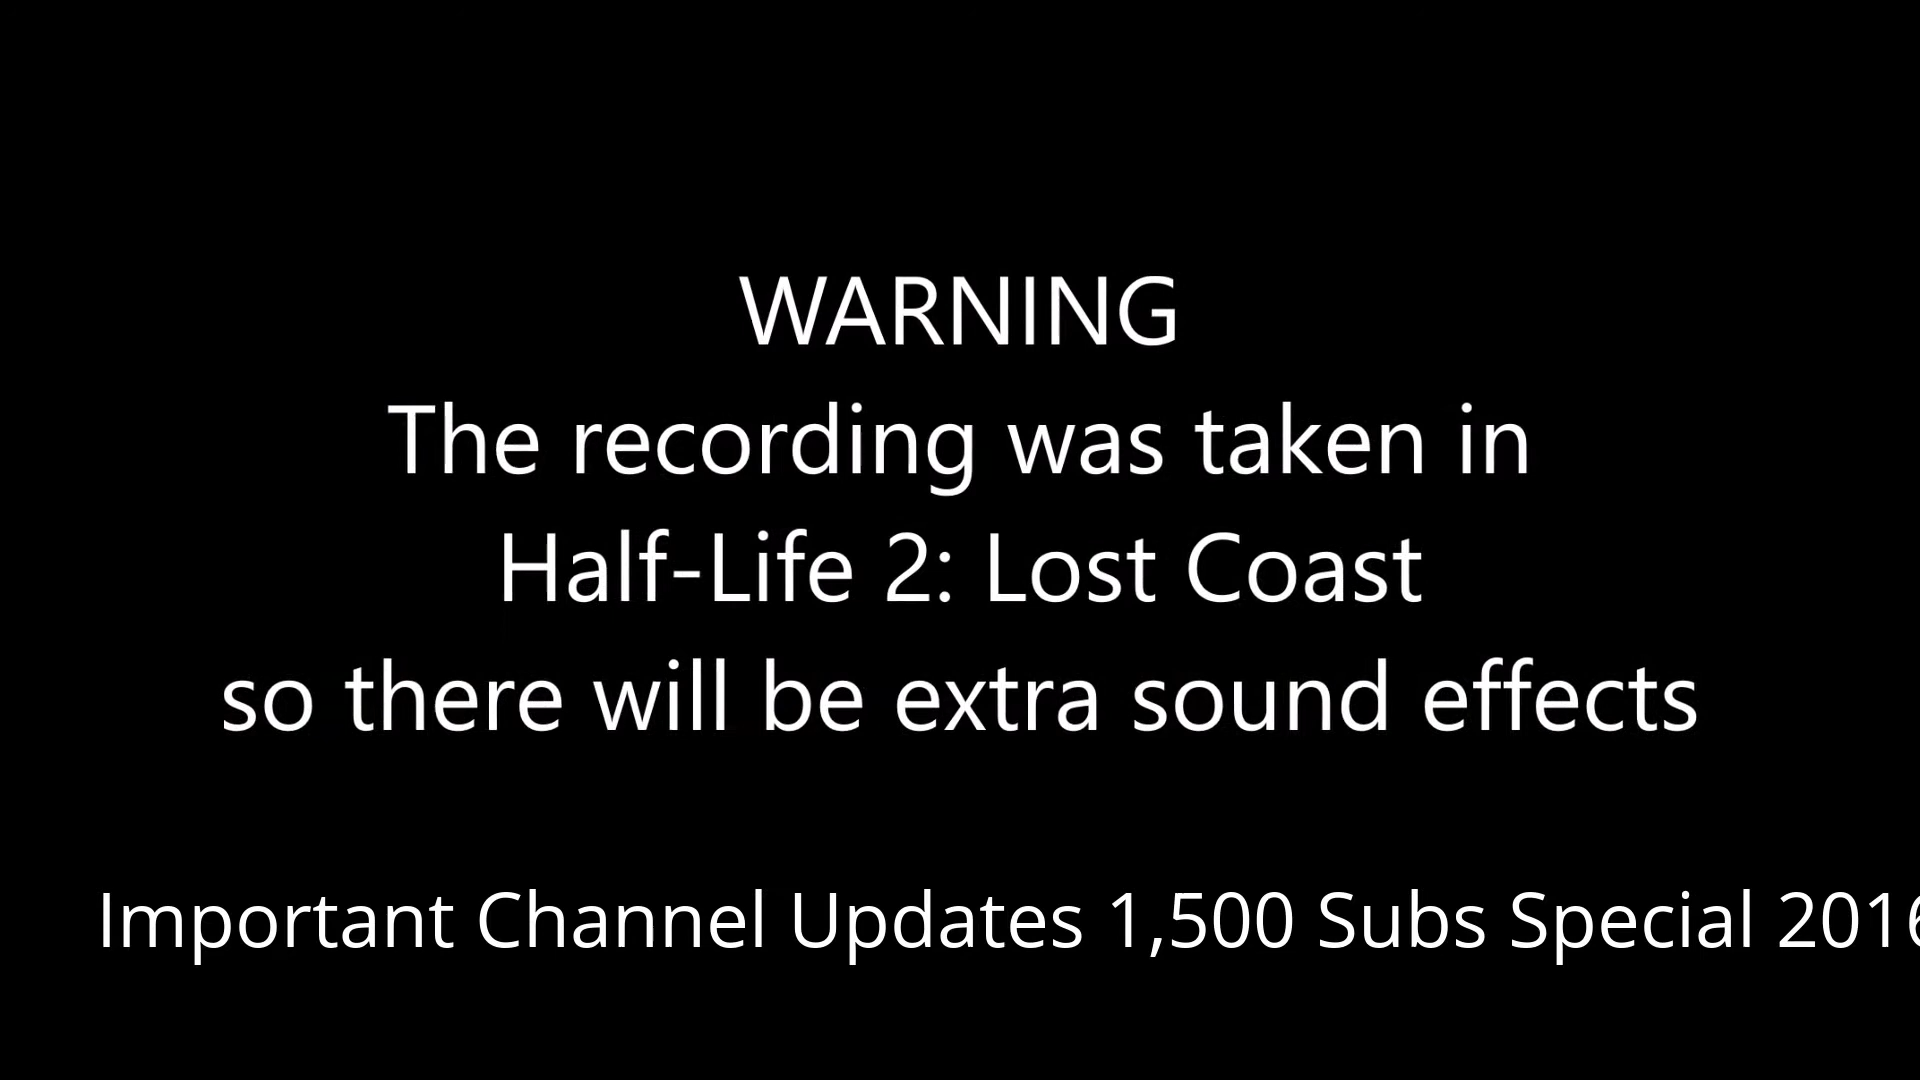 WARNING
The recording was taken in
Half-Life 2: Lost Coast
so there will be extra sound effects
Important Channel Updates 1,500 Subs Special 2016